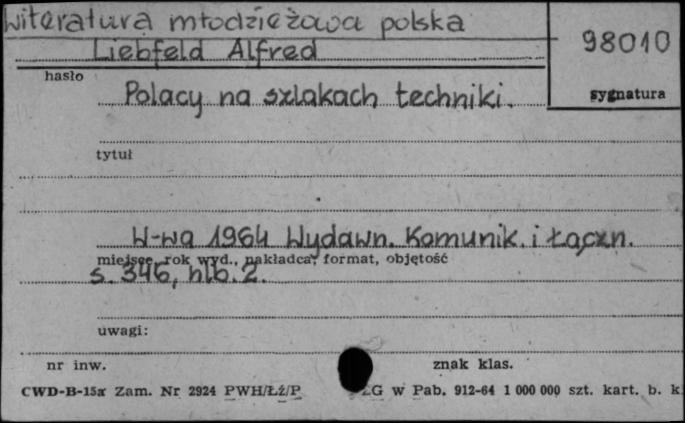 Literatura młodzieżowa polska
Liebfeld Alfred
98010
hasło
sygnatura
Polacy na szlakach techniki.
tytuł
W-wa 1964 Wydawn. Komunik. i Łączn.
miejsce, rok wyd., nakładca, format, objętość
s. 346, nlb. 2.
uwagi:
nr inw.
znak klas.
CWD-B-15a Zam. Nr 2924 PWH/Łź/P ŁG w Pab. 912-64 1 000 000 szt. kart. b. k